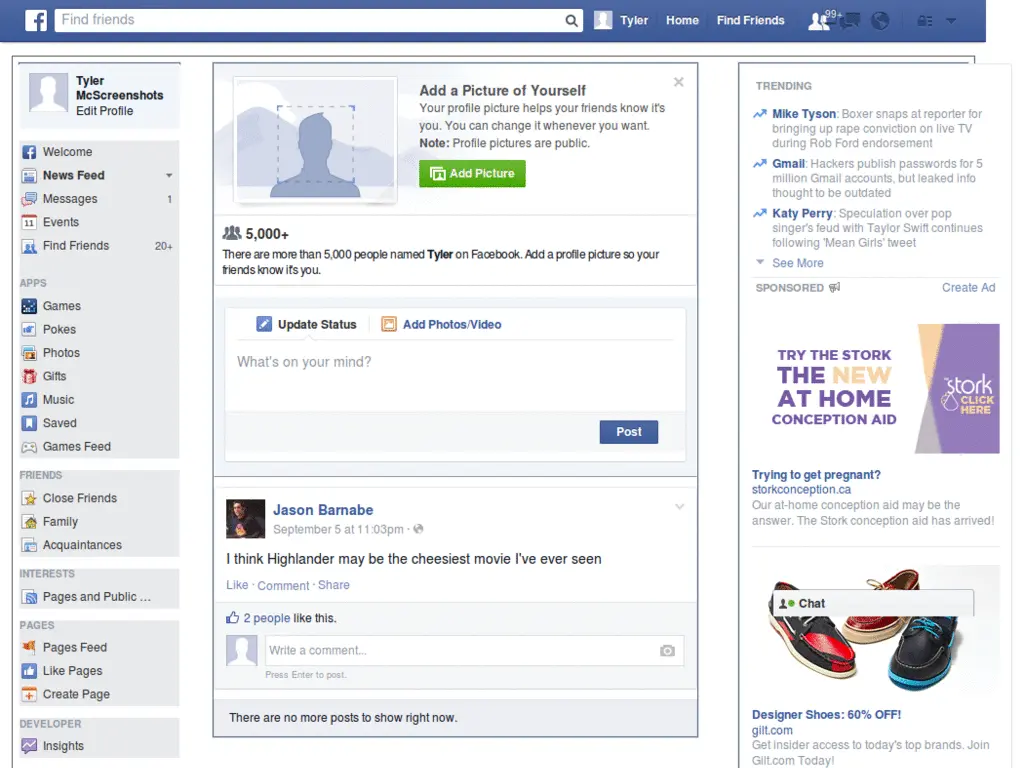 f
Find friends
Tyler
Home
Find Friends
99+
Tyler
McScreenshots
Edit Profile
Welcome
News Feed
Messages
1
11
Events
Find Friends
20+
APPS
Games
Pokes
Photos
Gifts
Music
Saved
Games Feed
FRIENDS
Close Friends
Family
Acquaintances
INTERESTS
Pages and Public ...
PAGES
Pages Feed
Like Pages
Create Page
DEVELOPER
Insights
Add a Picture of Yourself
Your profile picture helps your friends know it's
you. You can change it whenever you want.
Note: Profile pictures are public.
Add Picture
5,000+
There are more than 5,000 people named Tyler on Facebook. Add a profile picture so your
friends know it's you.
Update Status
Add Photos/Video
What's on your mind?
Post
Jason Barnabe
September 5 at 11:03pm ·
I think Highlander may be the cheesiest movie I've ever seen
Like · Comment · Share
2 people like this.
Write a comment...
Press Enter to post.
There are no more posts to show right now.
TRENDING
Mike Tyson: Boxer snaps at reporter for
bringing up rape conviction on live TV
during Rob Ford endorsement
Gmail: Hackers publish passwords for 5
million Gmail accounts, but leaked info
thought to be outdated
Katy Perry: Speculation over pop
singer's feud with Taylor Swift continues
following 'Mean Girls' tweet
See More
SPONSORED
Create Ad
TRY THE STORK
THE NEW
AT HOME
CONCEPTION AID
stork
CLICK
HERE
Trying to get pregnant?
storkconception.ca
Our at-home conception aid may be the
answer. The Stork conception aid has arrived!
Chat
Designer Shoes: 60% OFF!
gilt.com
Get insider access to today's top brands. Join
Gilt.com Today!